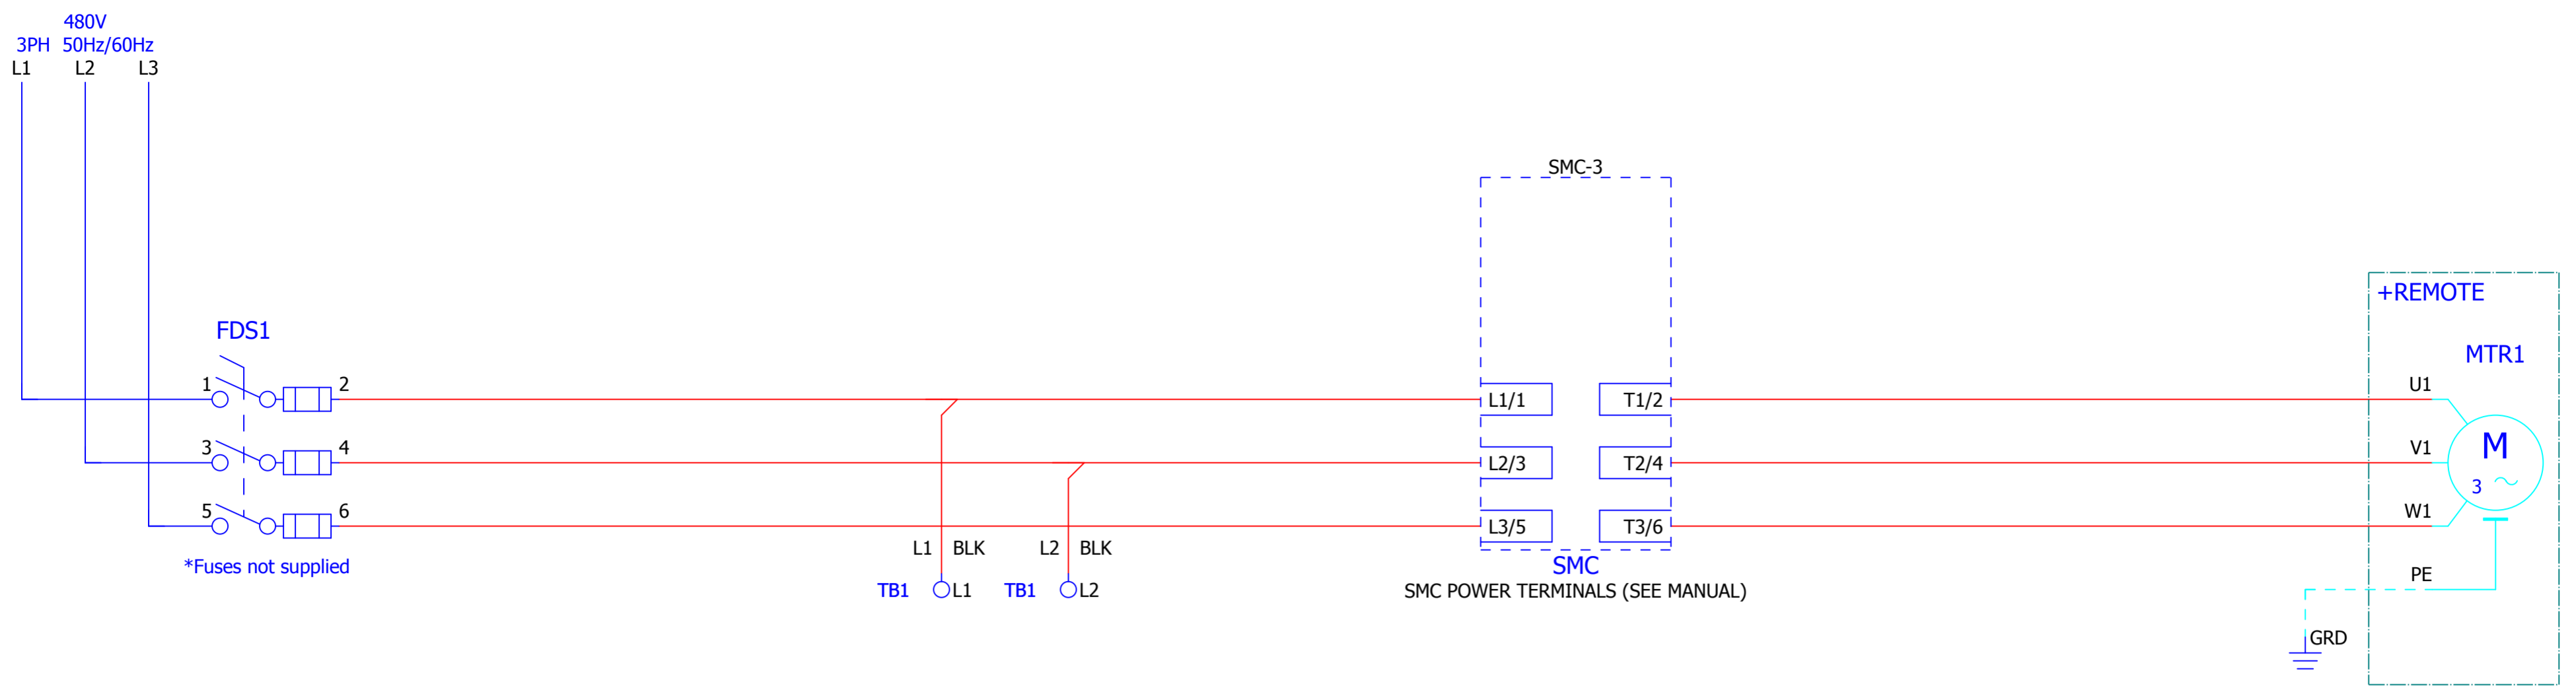 480V
3PH 50Hz/60Hz
L1 L2 L3
SMC-3
+REMOTE
FDS1
MTR1
1 2 L1/1 T1/2 U1
3 4 L2/3 T2/4 V1 M
3
5 6 L3/5 T3/6 W1
L1 BLK L2 BLK
*Fuses not supplied
SMC
PE
TB1 L1 TB1 L2 SMC POWER TERMINALS (SEE MANUAL)
GRD